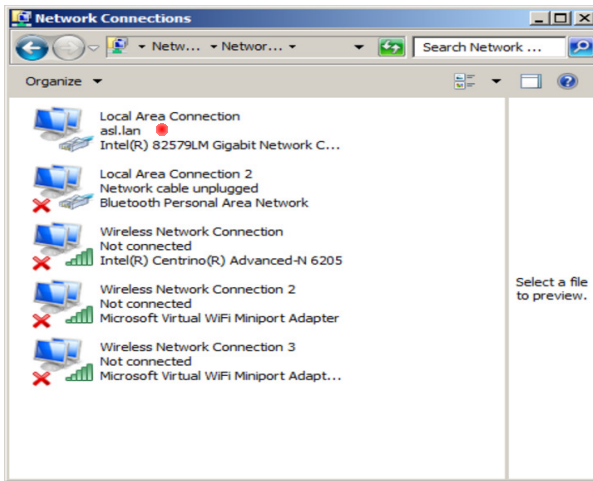 Network Connections
Netw... Networ...
Search Network ...
Organize
Local Area Connection
asl.lan
Intel(R) 82579LM Gigabit Network C...
Local Area Connection 2
Network cable unplugged
Bluetooth Personal Area Network
Wireless Network Connection
Not connected
Intel(R) Centrino(R) Advanced-N 6205
Wireless Network Connection 2
Not connected
Microsoft Virtual WiFi Miniport Adapter
Wireless Network Connection 3
Not connected
Microsoft Virtual WiFi Miniport Adapt...
Select a file
to preview.